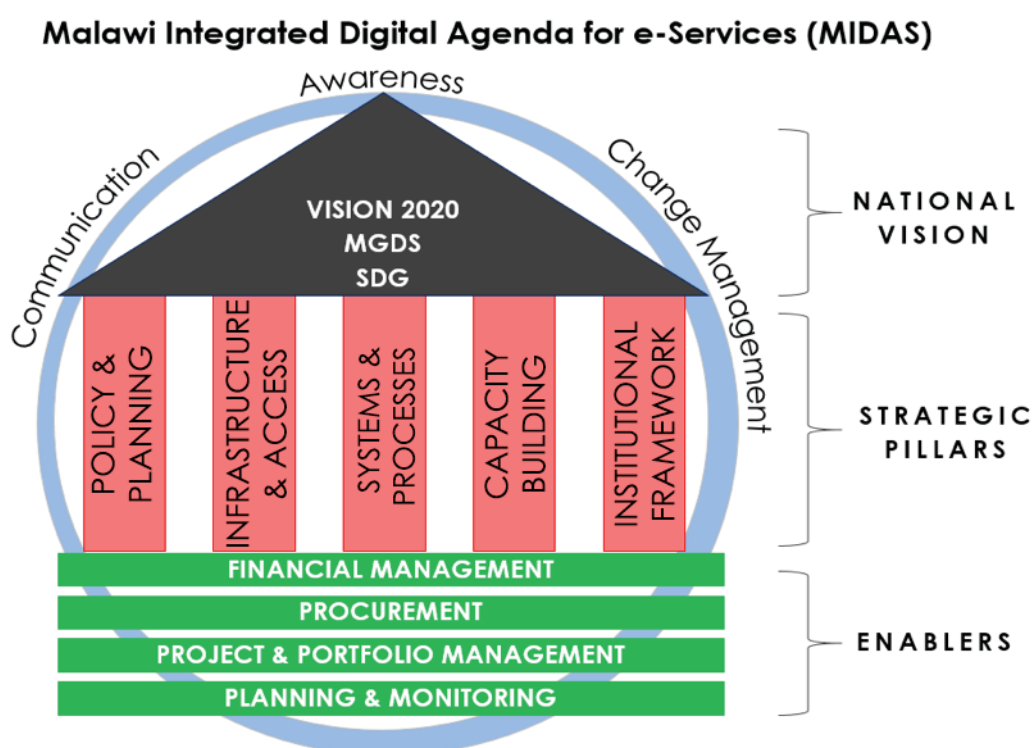 Malawi Integrated Digital Agenda for e-Services (MIDAS)
Awareness
Communication
Change Management
VISION 2020
MGDS
SDG
NATIONAL
VISION
POLICY &
PLANNING
INFRASTRUCTURE
& ACCESS
SYSTEMS &
PROCESSES
CAPACITY
BUILDING
INSTITUTIONAL
FRAMEWORK
STRATEGIC
PILLARS
FINANCIAL MANAGEMENT
PROCUREMENT
PROJECT & PORTFOLIO MANAGEMENT
PLANNING & MONITORING
ENABLERS